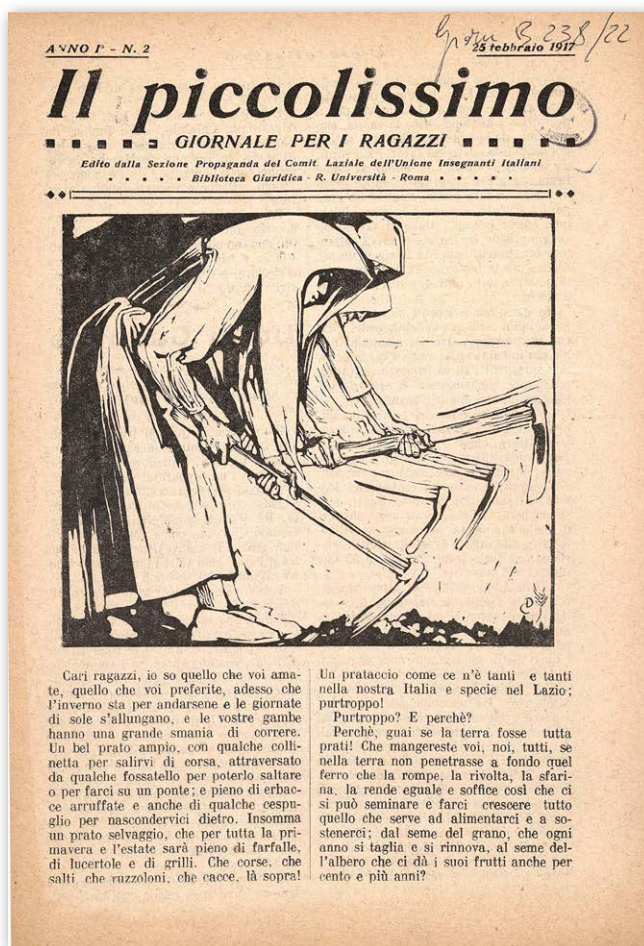 ANNO I° - N. 2
25 febbraio 1917
B. 238/22
Il piccolissimo
GIORNALE PER I RAGAZZI
Edito dalla Sezione Propaganda del Comit. Laziale dell'Unione Insegnanti Italiani
Biblioteca Giuridica - R. Università - Roma
Cari ragazzi, io so quello che voi ama-
te, quello che voi preferite, adesso che
l'inverno sta per andarsene e le giornate
di sole s'allungano, e le vostre gambe
hanno una grande smania di correre.
Un bel prato ampio, con qualche colli-
netta per salirvi di corsa, attraversato
da qualche fossatello per poterlo saltare
o per farci su un ponte; e pieno di erbac-
ce arruffate e anche di qualche cespu-
glio per nascondervici dietro. Insomma
un prato selvaggio, che per tutta la pri-
mavera e l'estate sarà pieno di farfalle,
di lucertole e di grilli. Che corse, che
salti, che ruzzoloni, che cacce, là sopra!
Un prataccio come ce n'è tanti e tanti
nella nostra Italia e specie nel Lazio;
purtroppo!
Purtroppo? E perchè?
Perchè, guai se la terra fosse tutta
prati! Che mangereste voi, noi, tutti, se
nella terra non penetrasse a fondo quel
ferro che la rompe, la rivolta, la sfari-
na, la rende eguale e soffice così che ci
si può seminare e farci crescere tutto
quello che serve ad alimentarci e a so-
stenerci; dal seme del grano, che ogni
anno si taglia e si rinnova, al seme del-
l'albero che ci dà i suoi frutti anche per
cento e più anni?